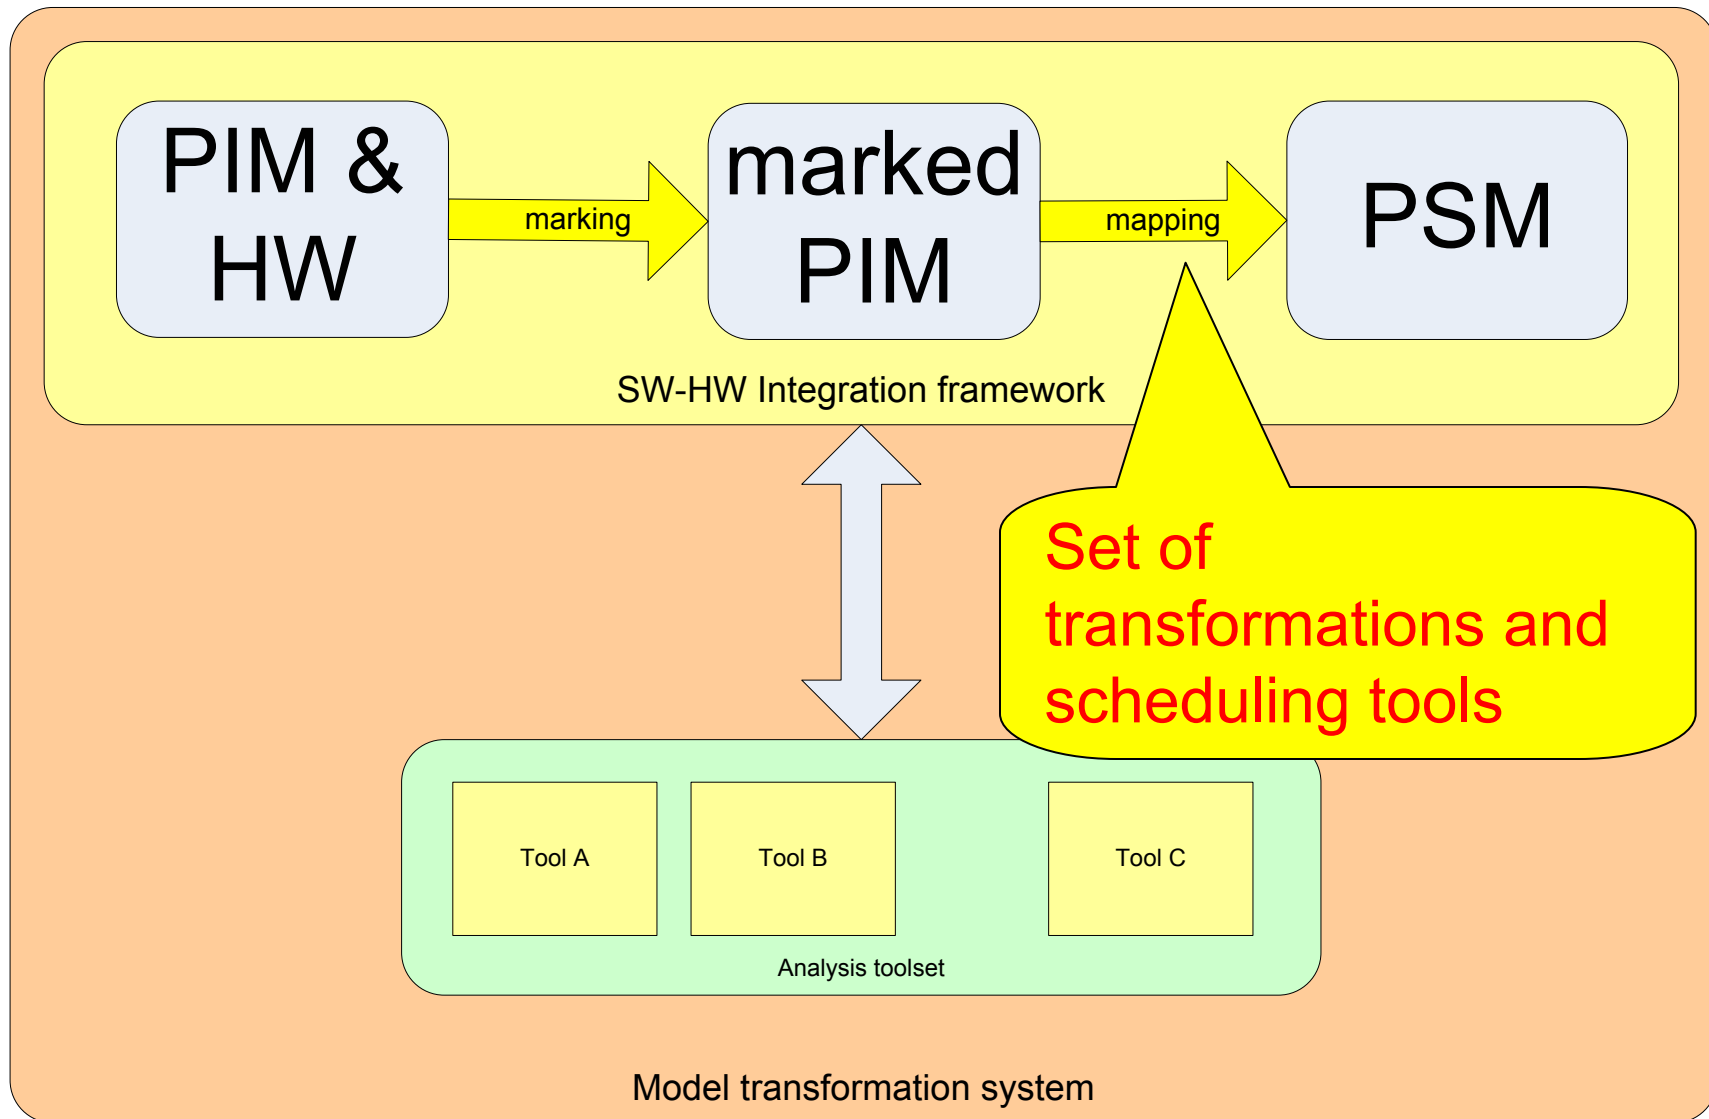 PIM &
HW
marking
marked
PIM
mapping
PSM
SW-HW Integration framework
Set of
transformations and
scheduling tools
Tool A
Tool B
Tool C
Analysis toolset
Model transformation system